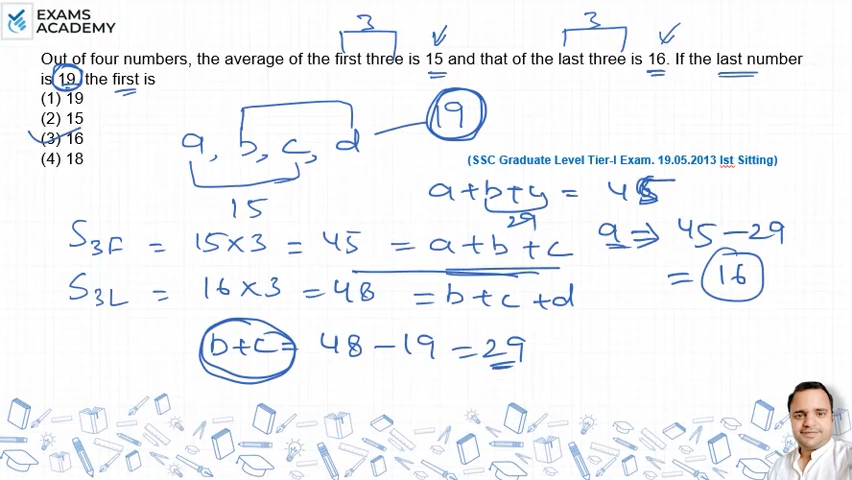 EXAMS
ACADEMY
3
3
Out of four numbers, the average of the first three is 15 and that of the last three is 16. If the last number
is 19, the first is
(1) 19
(2) 15
(3) 16
(4) 18
a, b, c, d
19
15
(SSC Graduate Level Tier-I Exam. 19.05.2013 Ist Sitting)
a+b+y = 45
29
S3F = 15×3 = 45 = a+b+c
a ⇒ 45-29
= 16
S3L = 16×3 = 48 = b+c+d
b+c = 48-19 = 29